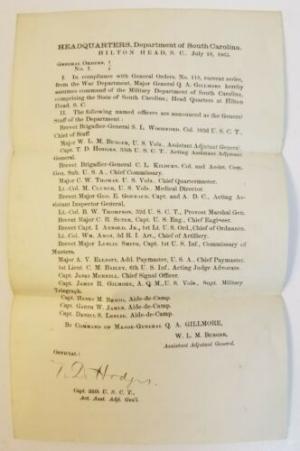 HEADQUARTERS, Department of South Carolina.
HILTON HEAD, S. C. July 18, 1865.
GENERAL ORDERS,
No. 1.
I. In compliance with General Orders, No. 118, current series,
from the War Department, Major General Q. A. GILLMORE hereby
assumes command of the Military Department of South Carolina,
comprising the State of South Carolina; Head Quarters at Hilton
Head, S. C.
II. The following named officers are announced as the General
Staff of the Department:
Brevet Brigadier-General S. L. WOODFORD, Col. 103d U. S. C. T.,
Chief of Staff
Major W. L. M. BURGER, U. S. Vols., Assistant Adjutant General.
Capt. T. D. HODGES, 35th U. S. C. T., Acting Assistant Adjutant
General.
Brevet Brigadier-General C. L. KILBURN, Col. and Assist. Com.
Gen. Sub. U. S. A., Chief Commissary.
Major C. W. THOMAS, U. S. Vols., Chief Quartermaster.
Lt.-Col. M. CLYMER, U. S. Vols., Medical Director.
Brevet Major GEO. E. Capt. and A. D. C., Acting As-
sistant Inspector General.
Lt.-Col. B. W. THOMPSON, 32d U. S. C. T., Provost Marshal Gen.
Brevet Major C. R. SUTER, Capt. U. S. Eng., Chief Engineer.
Brevet Capt. I. ARNOLD, JR., 1st Lt. U. S. Ord., Chief of Ordnance.
Lt. Col. WM. AMES, 3d R. I. Art., Chief of Artillery.
Brevet Major LESLIE SMITH, Capt. 1st U. S. Inf., Commissary of
Musters.
Major A. V. ELLIOTT, Addl. Paymaster, U. S. A., Chief Paymaster.
1st Lieut. C. M. BAILEY, 6th U. S. Inf., Acting Judge Advocate.
Capt. JESSE MERRILL, Chief Signal Officer.
Capt. JAMES R. GILMORE, A. Q. M., U. S. Vols., Supt. Military
Telegraph.
Capt. HENRY M. BRAGG, Aide-de-Camp.
Capt. GARTH W. JAMES, Aide-de-Camp.
Capt. DANIEL S. LESLIE, Aide-de-Camp.
BY COMMAND OF MAJOR-GENERAL Q. A. GILLMORE,
W. L. M. BURGER,
Assistant Adjutant General.
OFFICIAL:
T. D. Hodges
Capt. 35th U. S. C. T.,
Act. Asst. Adjt. Gen'l.